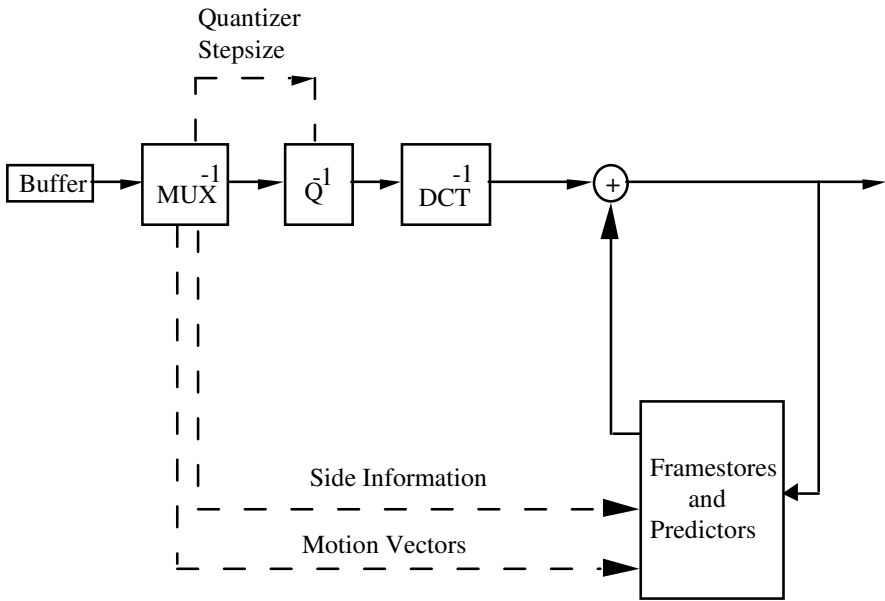 Quantizer
Stepsize
Buffer
MUX -1
Q -1
DCT -1
+
Side Information
Motion Vectors
Framestores
and
Predictors